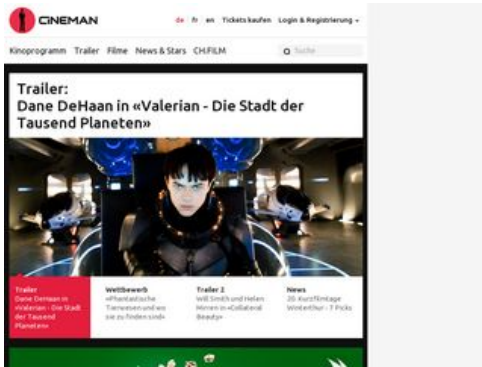 CINEMAN
de fr en Tickets kaufen Login & Registrierung
Kinoprogramm Trailer Filme News & Stars CH.FILM
Suche
Trailer:
Dane DeHaan in «Valerian - Die Stadt der
Tausend Planeten»
Trailer
Dane DeHaan in
«Valerian - Die Stadt
der Tausend
Planeten»
Wettbewerb
«Phantastische
Tierwesen und wo
sie zu finden sind»
Trailer 2
Will Smith und Helen
Mirren in «Collateral
Beauty»
News
20. Kurzfilmtage
Winterthur - 7 Picks